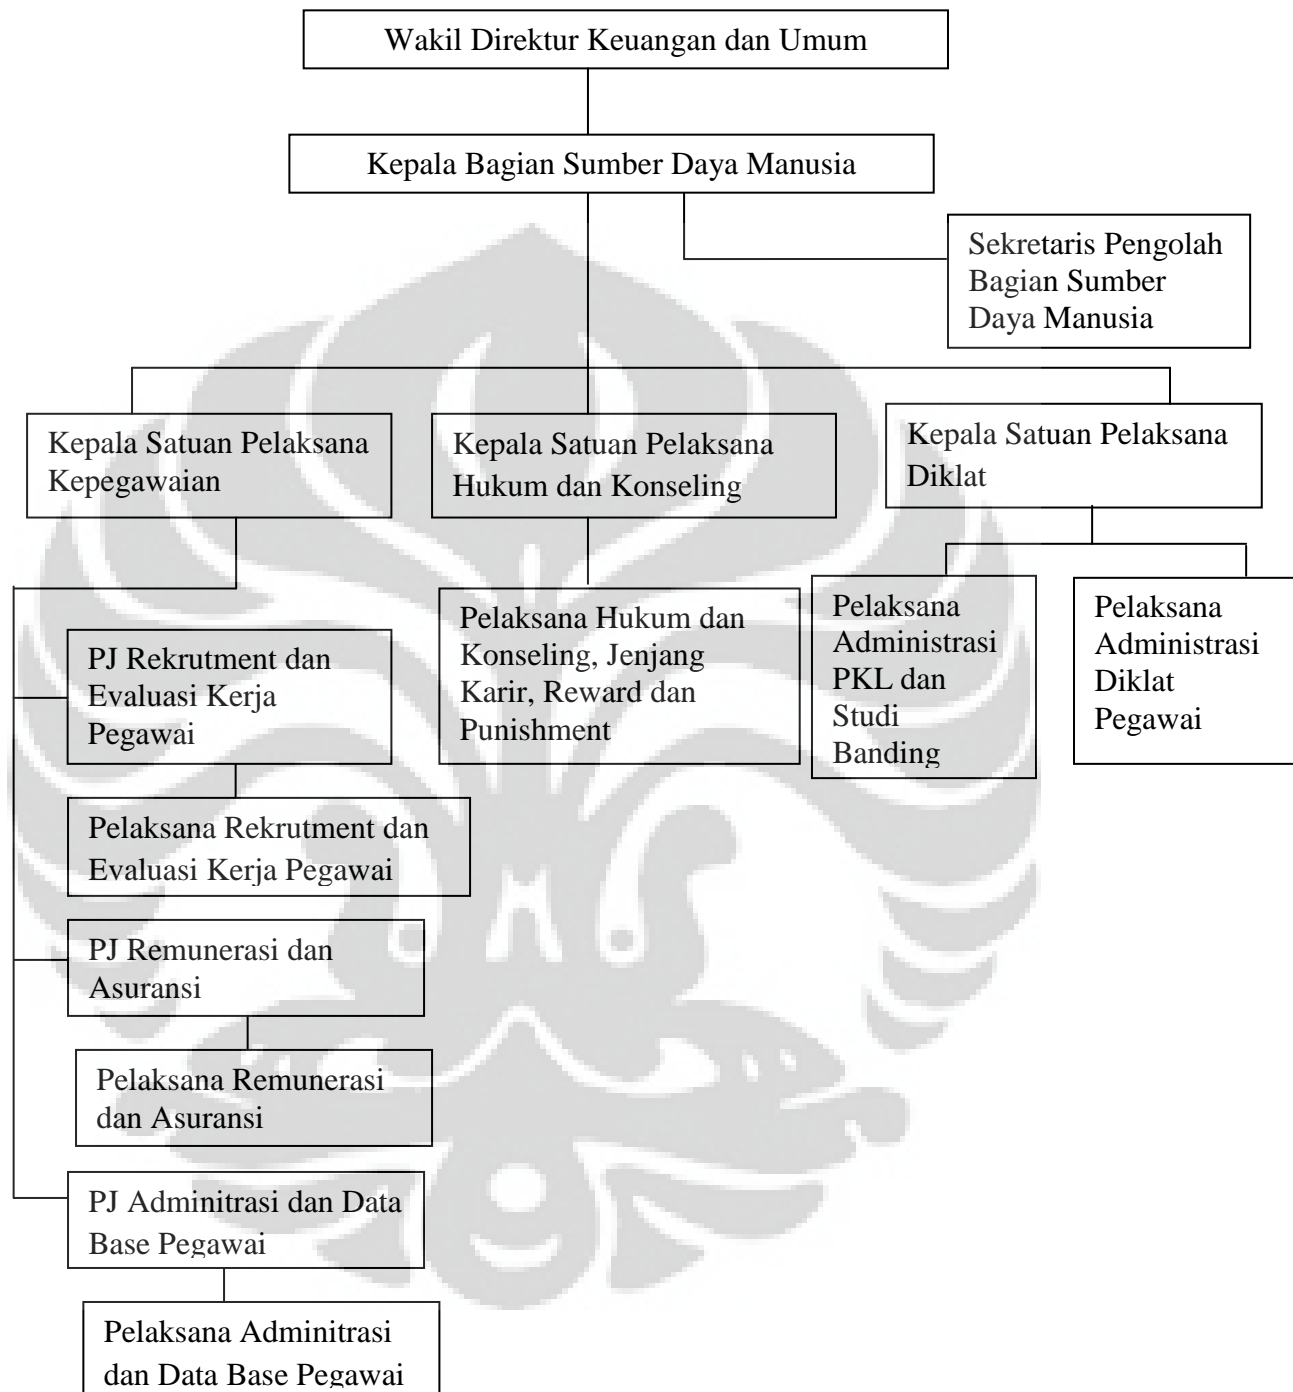 Wakil Direktur Keuangan dan Umum
Kepala Bagian Sumber Daya Manusia
Sekretaris Pengolah
Bagian Sumber
Daya Manusia
Kepala Satuan Pelaksana
Kepegawaian
Kepala Satuan Pelaksana
Hukum dan Konseling
Kepala Satuan Pelaksana
Diklat
PJ Rekrutment dan
Evaluasi Kerja
Pegawai
Pelaksana Hukum dan
Konseling, Jenjang
Karir, Reward dan
Punishment
Pelaksana
Administrasi
PKL dan
Studi
Banding
Pelaksana
Administrasi
Diklat
Pegawai
Pelaksana Rekrutment dan
Evaluasi Kerja Pegawai
PJ Remunerasi dan
Asuransi
Pelaksana Remunerasi
dan Asuransi
PJ Adminitrasi dan Data
Base Pegawai
Pelaksana Adminitrasi
dan Data Base Pegawai